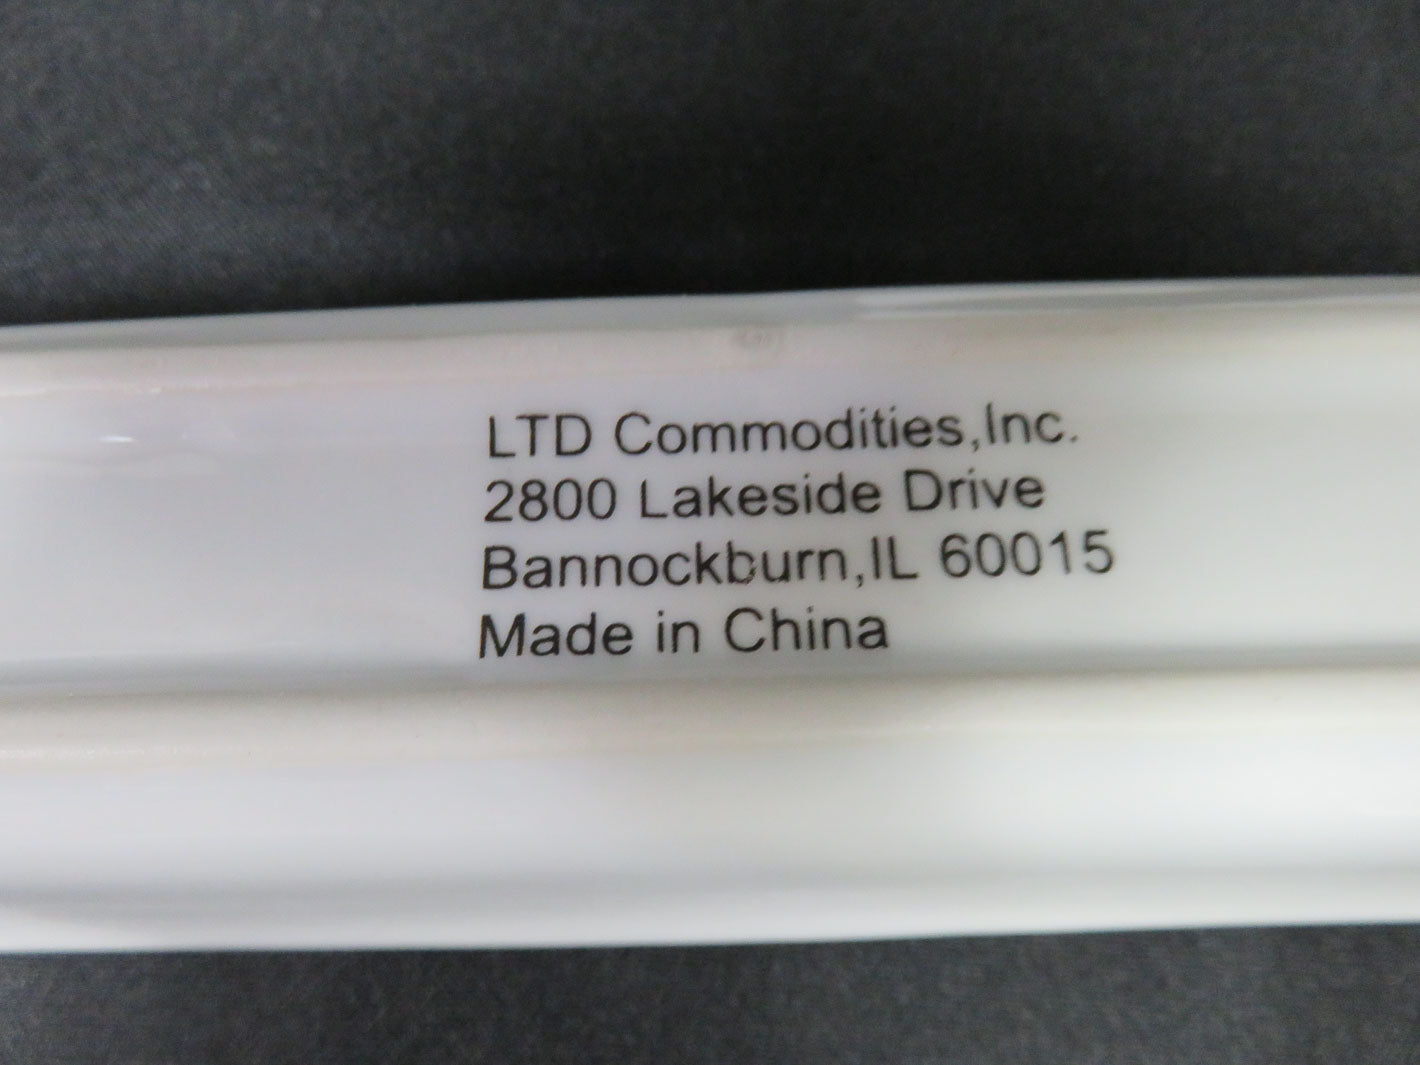 LTD Commodities,Inc.
2800 Lakeside Drive
Bannockburn,IL 60015
Made in China